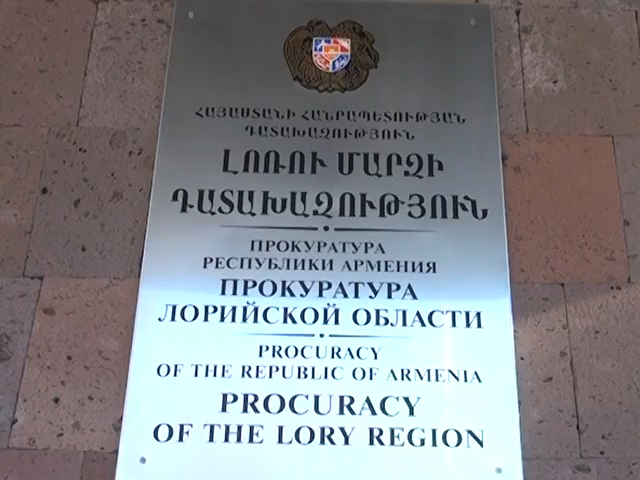 ՀԱՅԱՍՏԱՆԻ ՀԱՆՐԱՊԵՏՈՒԹՅԱՆ
ԴԱՏԱԽԱԶՈՒԹՅՈՒՆ
ԼՈՌՈՒ ՄԱՐԶԻ
ԴԱՏԱԽԱԶՈՒԹՅՈՒՆ
ПРОКУРАТУРА
РЕСПУБЛИКИ АРМЕНИЯ
ПРОКУРАТУРА
ЛОРИЙСКОЙ ОБЛАСТИ
PROCURACY
OF THE REPUBLIC OF ARMENIA
PROCURACY
OF THE LORY REGION